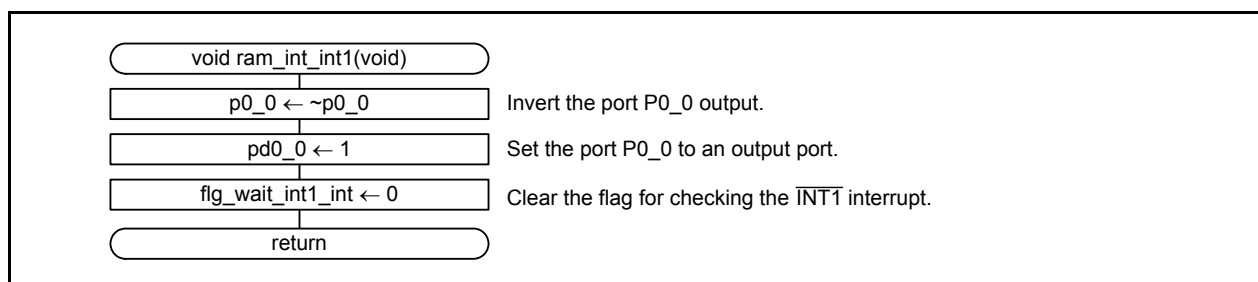 void ram_int_int1(void)
p0_0 ← ~p0_0 Invert the port P0_0 output.
pd0_0 ← 1 Set the port P0_0 to an output port.
flg_wait_int1_int ← 0 Clear the flag for checking the INT1 interrupt.
return